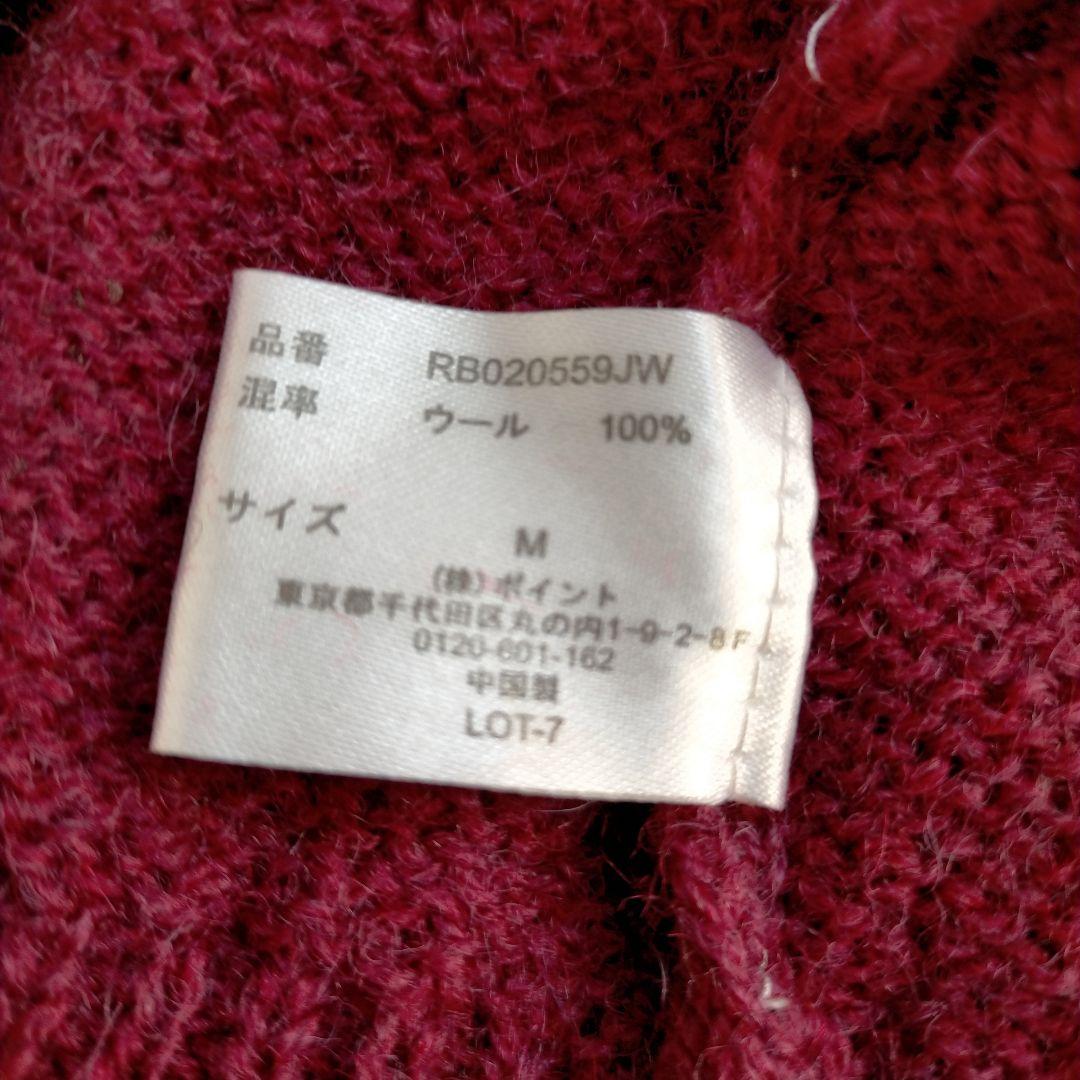 品番 RB020559JW
混率 ウール 100%
サイズ
M
(株)ポイント
東京都千代田区丸の内1-9-2-8F
0120-601-162
中国製
LOT-7